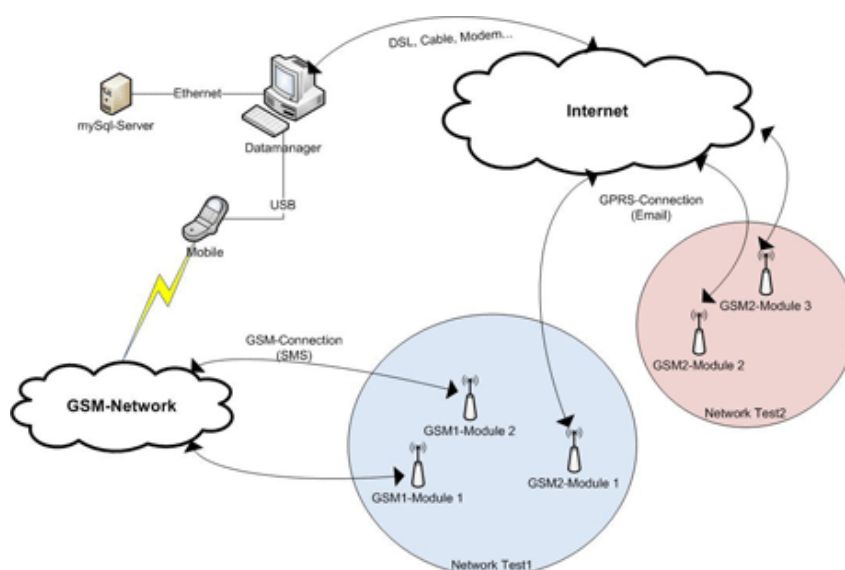 DSL, Cable, Modem...
Ethernet
mySql-Server
Datamanager
Internet
USB
Mobile
GPRS-Connection
(Email)
GSM2-Module 3
GSM2-Module 2
Network Test2
GSM-Connection
(SMS)
GSM-Network
GSM1-Module 2
GSM1-Module 1
GSM2-Module 1
Network Test1